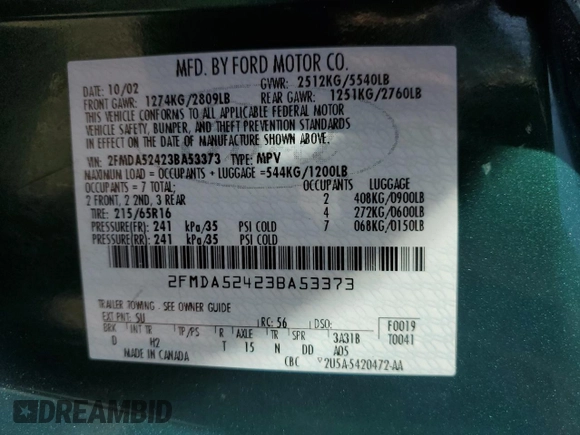 MFD. BY FORD MOTOR CO.
DATE: 10/02 GVWR: 2512KG/5540LB
FRONT GAWR: 1274KG/2809LB REAR GAWR: 1251KG/2760LB
THIS VEHICLE CONFORMS TO ALL APPLICABLE FEDERAL MOTOR
VEHICLE SAFETY, BUMPER, AND THEFT PREVENTION STANDARDS
IN EFFECT ON THE DATE OF MANUFACTURE SHOWN ABOVE.
VIN: 2FMDA52423BA53373 TYPE: MPV
MAXIMUM LOAD = OCCUPANTS + LUGGAGE = 544KG/1200LB
OCCUPANTS = 7 TOTAL: OCCUPANTS LUGGAGE
2 FRONT, 2 2ND, 3 REAR 2 408KG/0900LB
TIRE: 215/65R16 4 272KG/0600LB
PRESSURE(FR): 241 kPa/35 PSI COLD 7 068KG/0150LB
PRESSURE(RR): 241 kPa/35 PSI COLD
2FMDA52423BA53373
TRAILER TOWING - SEE OWNER GUIDE
EXT PNT: SU RC: 56 DSO: F0019
BRK INT TR TP/PS R AXLE TR SPR 3A31B T0041
D H2 T 15 N DD A05
MADE IN CANADA CBC 2U5A-5420472-AA
DREAMBID